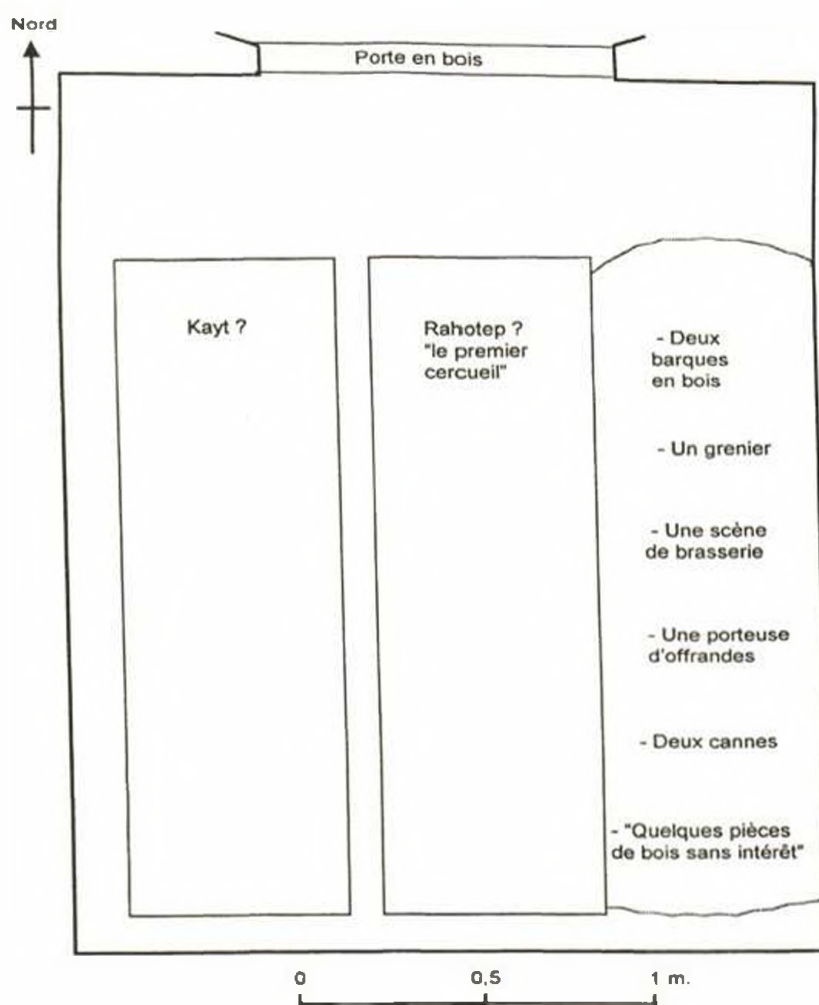 Nord
Porte en bois
Kayt ?
Rahotep ?
"le premier
cercueil"
- Deux
barques
en bois
- Un grenier
- Une scène
de brasserie
- Une porteuse
d'offrandes
- Deux cannes
- "Quelques pièces
de bois sans intérêt"
0
0,5
1 m.